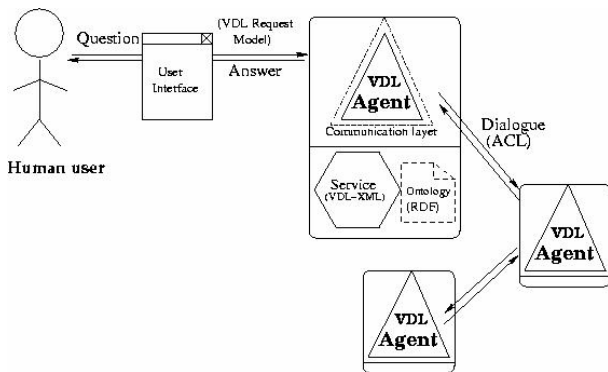 Question
(VDL Request
Model)
User
Interface
Answer
Human user
VDL
Agent
Communication layer
Service
(VDL-XML)
Ontology
(RDF)
Dialogue
(ACL)
VDL
Agent
VDL
Agent